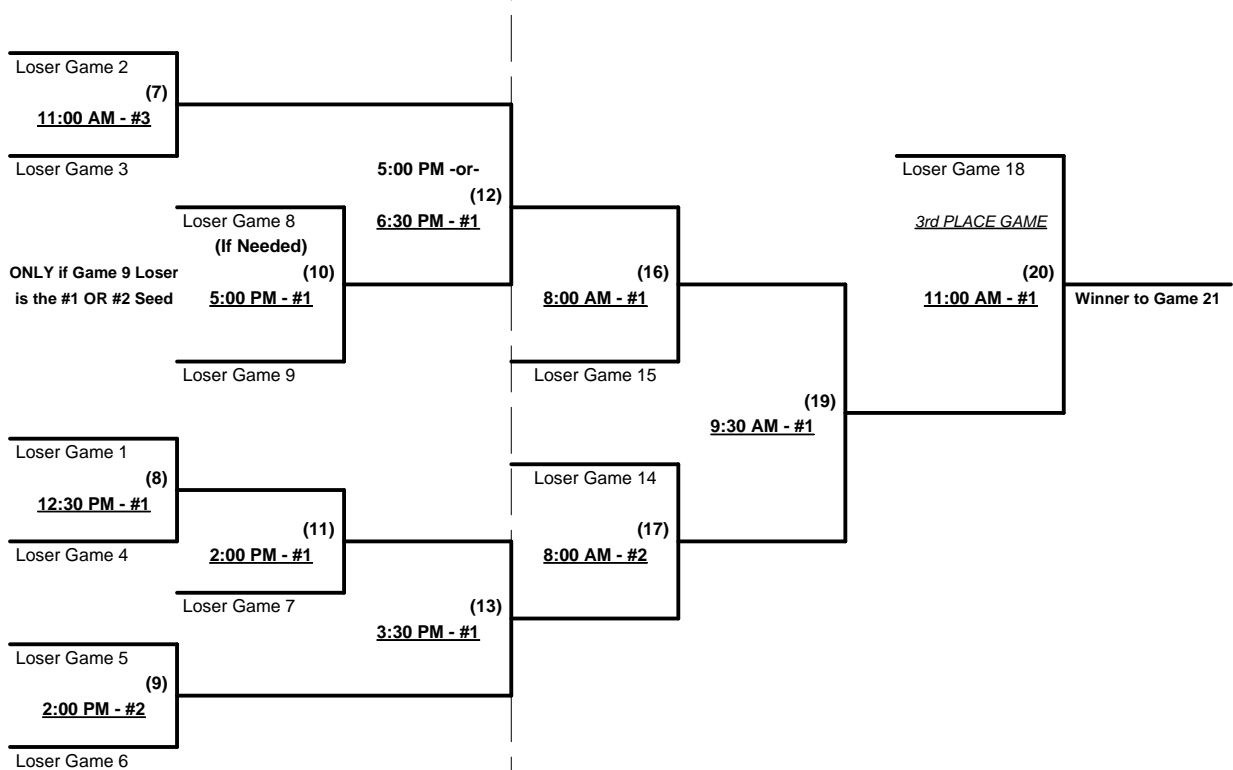 Loser Game 2
(7)
11:00 AM - #3
Loser Game 3
5:00 PM -or-
(12)
6:30 PM - #1
Loser Game 18
3rd PLACE GAME
(20)
11:00 AM - #1
Winner to Game 21
Loser Game 8
(If Needed)
ONLY if Game 9 Loser
is the #1 OR #2 Seed
(10)
5:00 PM - #1
Loser Game 9
(16)
8:00 AM - #1
Loser Game 15
(19)
9:30 AM - #1
Loser Game 1
(8)
12:30 PM - #1
Loser Game 4
(11)
2:00 PM - #1
Loser Game 7
Loser Game 14
(17)
8:00 AM - #2
(13)
3:30 PM - #1
Loser Game 5
(9)
2:00 PM - #2
Loser Game 6